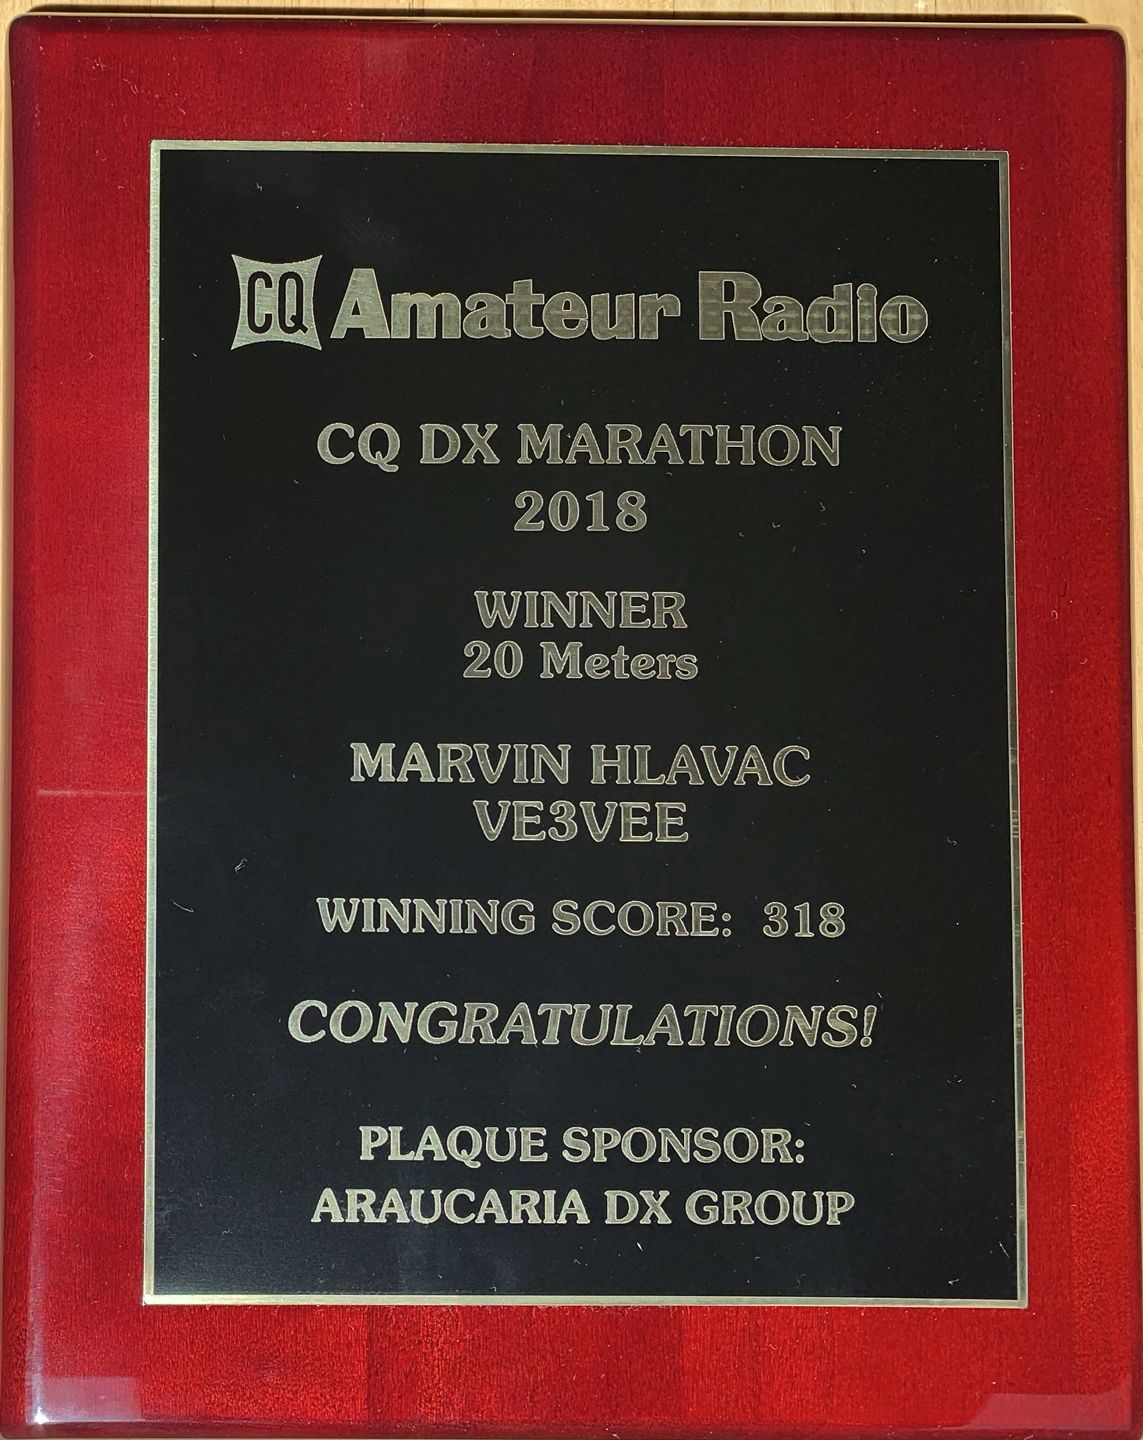 CQ Amateur Radio
CQ DX MARATHON
2018
WINNER
20 Meters
MARVIN HLAVAC
VE3VEE
WINNING SCORE: 318
CONGRATULATIONS!
PLAQUE SPONSOR:
ARAUCARIA DX GROUP